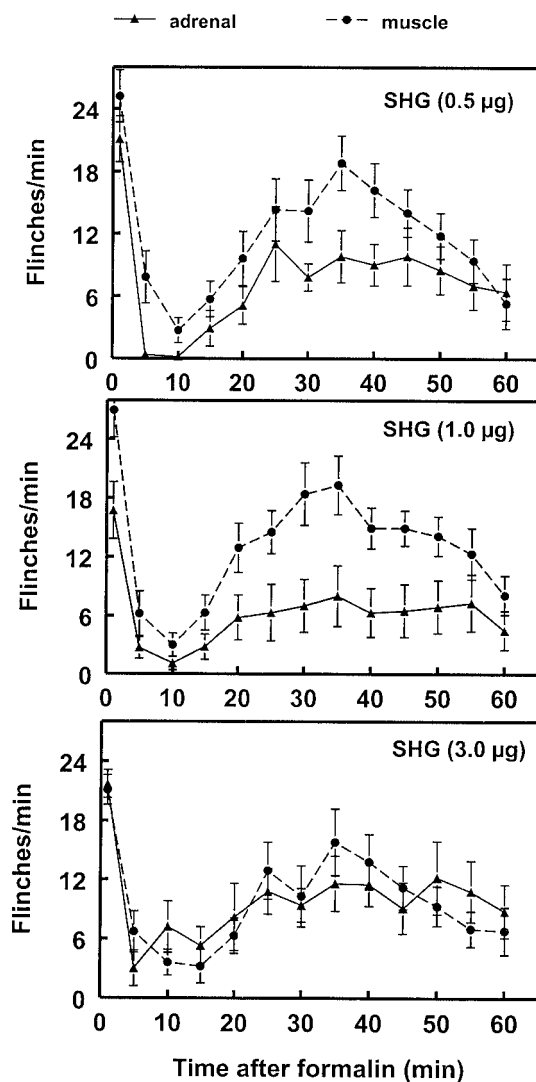 adrenal muscle
SHG (0.5 µg)
24
18
12
6
0
Flinches/min
0 10 20 30 40 50 60
SHG (1.0 µg)
24
18
12
6
0
Flinches/min
0 10 20 30 40 50 60
SHG (3.0 µg)
24
18
12
6
0
Flinches/min
0 10 20 30 40 50 60
Time after formalin (min)